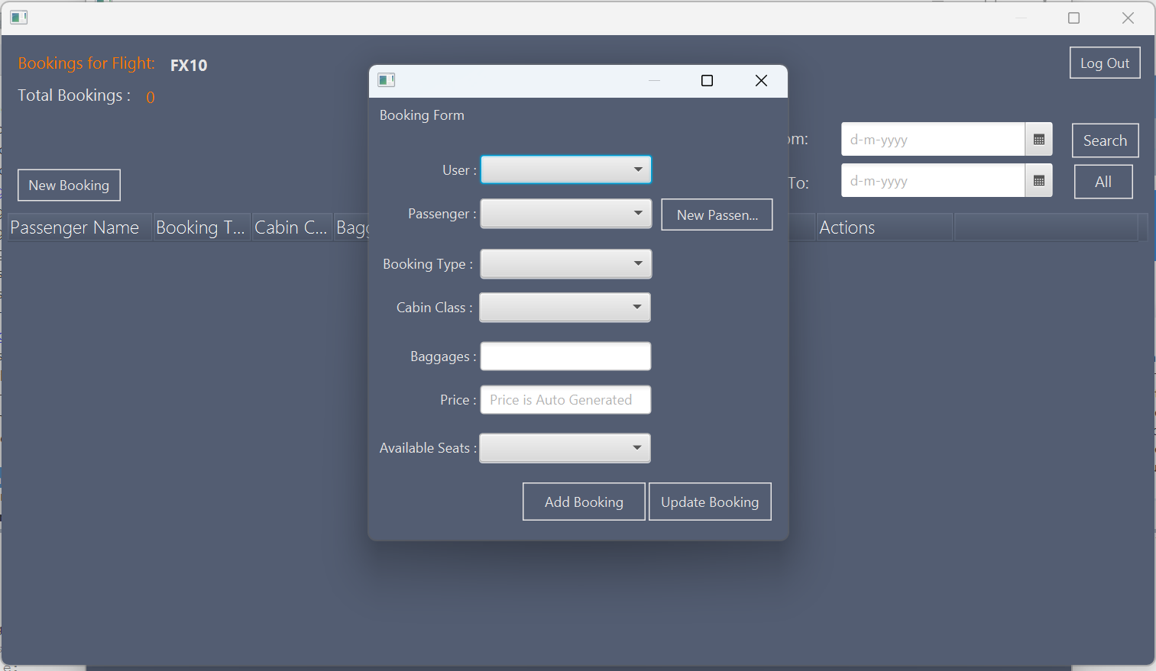 Bookings for Flight: FX10
Log Out
Total Bookings : 0
d-m-yyyy
Search
To:
d-m-yyyy
All
New Booking
Passenger Name Booking T... Cabin C... Actions
Booking Form
User :
Passenger :
New Passen...
Booking Type :
Cabin Class :
Baggages :
Price :
Price is Auto Generated
Available Seats :
Add Booking
Update Booking